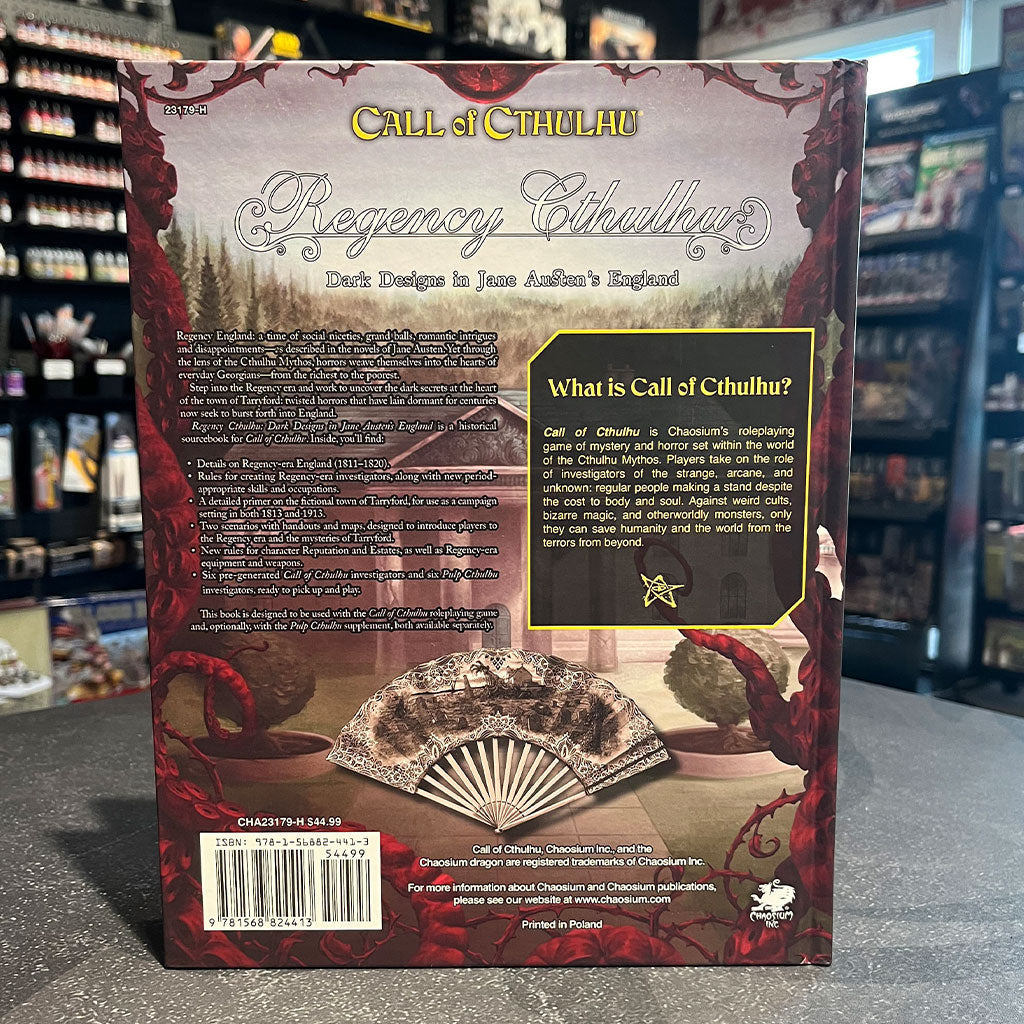 23179-H
CALL of CTHULHU®
Regency Cthulhu
Dark Designs in Jane Austen's England
Regency England: a time of social niceties, grand balls, romantic intrigues
and disappointments—as described in the novels of Jane Austen. Yet through
the lens of the Cthulhu Mythos, horrors weave themselves into the hearts of
everyday Georgians—from the richest to the poorest.
Step into the Regency era and work to uncover the dark secrets at the heart
of the town of Tarryford: twisted horrors that have lain dormant for centuries
now seek to burst forth into England.
Regency Cthulhu: Dark Designs in Jane Austen's England is a historical
sourcebook for Call of Cthulhu. Inside, you'll find:
• Details on Regency-era England (1811–1820).
• Rules for creating Regency-era investigators, along with new period-
appropriate skills and occupations.
• A detailed primer on the fictional town of Tarryford, for use as a campaign
setting in both 1813 and 1913.
• Two scenarios with handouts and maps, designed to introduce players to
the Regency era and the mysteries of Tarryford.
• New rules for character Reputation and Estates, as well as Regency-era
equipment and weapons.
• Six pre-generated Call of Cthulhu investigators and six Pulp Cthulhu
investigators, ready to pick up and play.
This book is designed to be used with the Call of Cthulhu roleplaying game
and, optionally, with the Pulp Cthulhu supplement, both available separately.
What is Call of Cthulhu?
Call of Cthulhu is Chaosium's roleplaying
game of mystery and horror set within the world
of the Cthulhu Mythos. Players take on the role
of investigators of the strange, arcane, and
unknown: regular people making a stand despite
the cost to body and soul. Against weird cults,
bizarre magic, and otherworldly monsters, only
they can save humanity and the world from the
terrors from beyond.
CHA23179-H $44.99
ISBN: 978-1-56882-441-3
54499
9 781568 824413
Call of Cthulhu, Chaosium Inc., and the
Chaosium dragon are registered trademarks of Chaosium Inc.
For more information about Chaosium and Chaosium publications,
please see our website at www.chaosium.com
Printed in Poland
CHAOSIUM
INC.